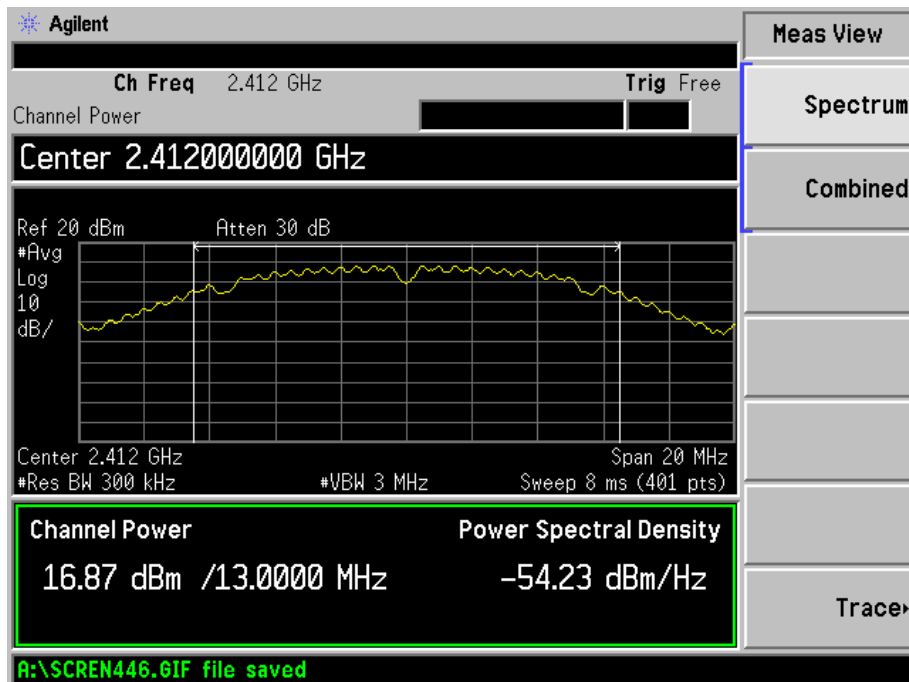 Agilent
Meas View
Ch Freq 2.412 GHz Trig Free
Channel Power
Spectrum
Center 2.412000000 GHz
Combined
Ref 20 dBm Atten 30 dB
#Avg
Log
10
dB/
Center 2.412 GHz Span 20 MHz
#Res BW 300 kHz #VBW 3 MHz Sweep 8 ms (401 pts)
Channel Power Power Spectral Density
16.87 dBm /13.0000 MHz -54.23 dBm/Hz
Trace
A:\SCREN446.GIF file saved